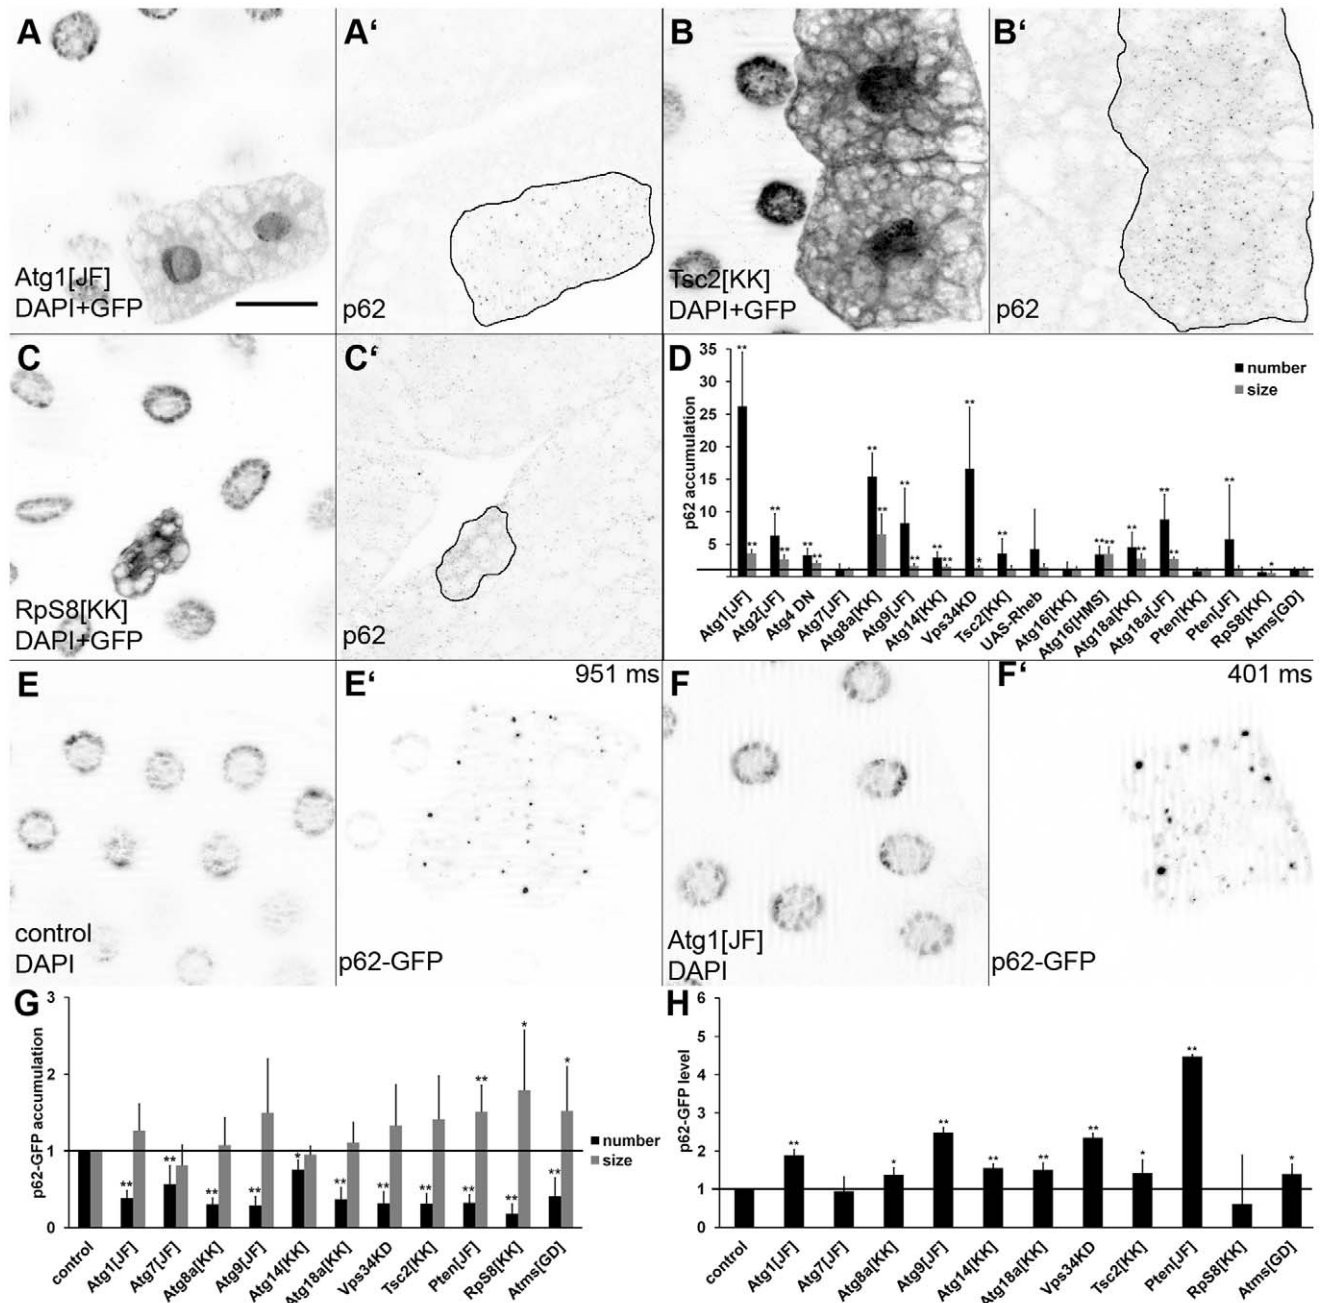 A
Atg1[JF]
DAPI+GFP
A'
p62
B
Tsc2[KK]
DAPI+GFP
B'
p62
C
RpS8[KK]
DAPI+GFP
C'
p62
D
35
30
25
20
15
10
5
p62 accumulation
number
size
** ** ** ** ** ** ** ** ** ** ** ** ** ** ** * ** ** ** ** ** ** ** ** *
Atg1[JF]
Atg2[JF]
Atg4 DN
Atg7[JF]
Atg8a[KK]
Atg9[JF]
Atg14[KK]
Vps34KD
Tsc2[KK]
UAS-Rheb
Atg16[KK]
Atg16[HMS]
Atg18a[KK]
Atg18a[JF]
Pten[KK]
Pten[JF]
RpS8[KK]
Atms[GD]
E
control
DAPI
E'
951 ms
p62-GFP
F
Atg1[JF]
DAPI
F'
401 ms
p62-GFP
G
3
2
1
0
p62-GFP accumulation
number
size
** ** ** ** * ** ** ** ** ** ** * ** *
control
Atg1[JF]
Atg7[JF]
Atg8a[KK]
Atg9[JF]
Atg14[KK]
Atg18a[KK]
Vps34KD
Tsc2[KK]
Pten[JF]
RpS8[KK]
Atms[GD]
H
6
5
4
3
2
1
0
p62-GFP level
** * ** ** ** ** * ** *
control
Atg1[JF]
Atg7[JF]
Atg8a[KK]
Atg9[JF]
Atg14[KK]
Atg18a[KK]
Vps34KD
Tsc2[KK]
Pten[JF]
RpS8[KK]
Atms[GD]